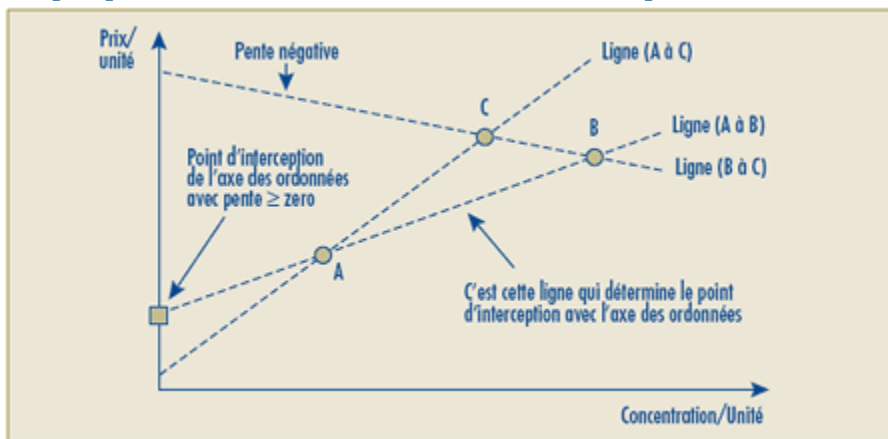 Prix/
unité
Pente négative
Ligne (A à C)
C
B
Ligne (A à B)
Ligne (B à C)
Point d'interception
de l'axe des ordonnées
avec pente ≥ zero
A
C'est cette ligne qui détermine le point
d'interception avec l'axe des ordonnées
Concentration/Unité